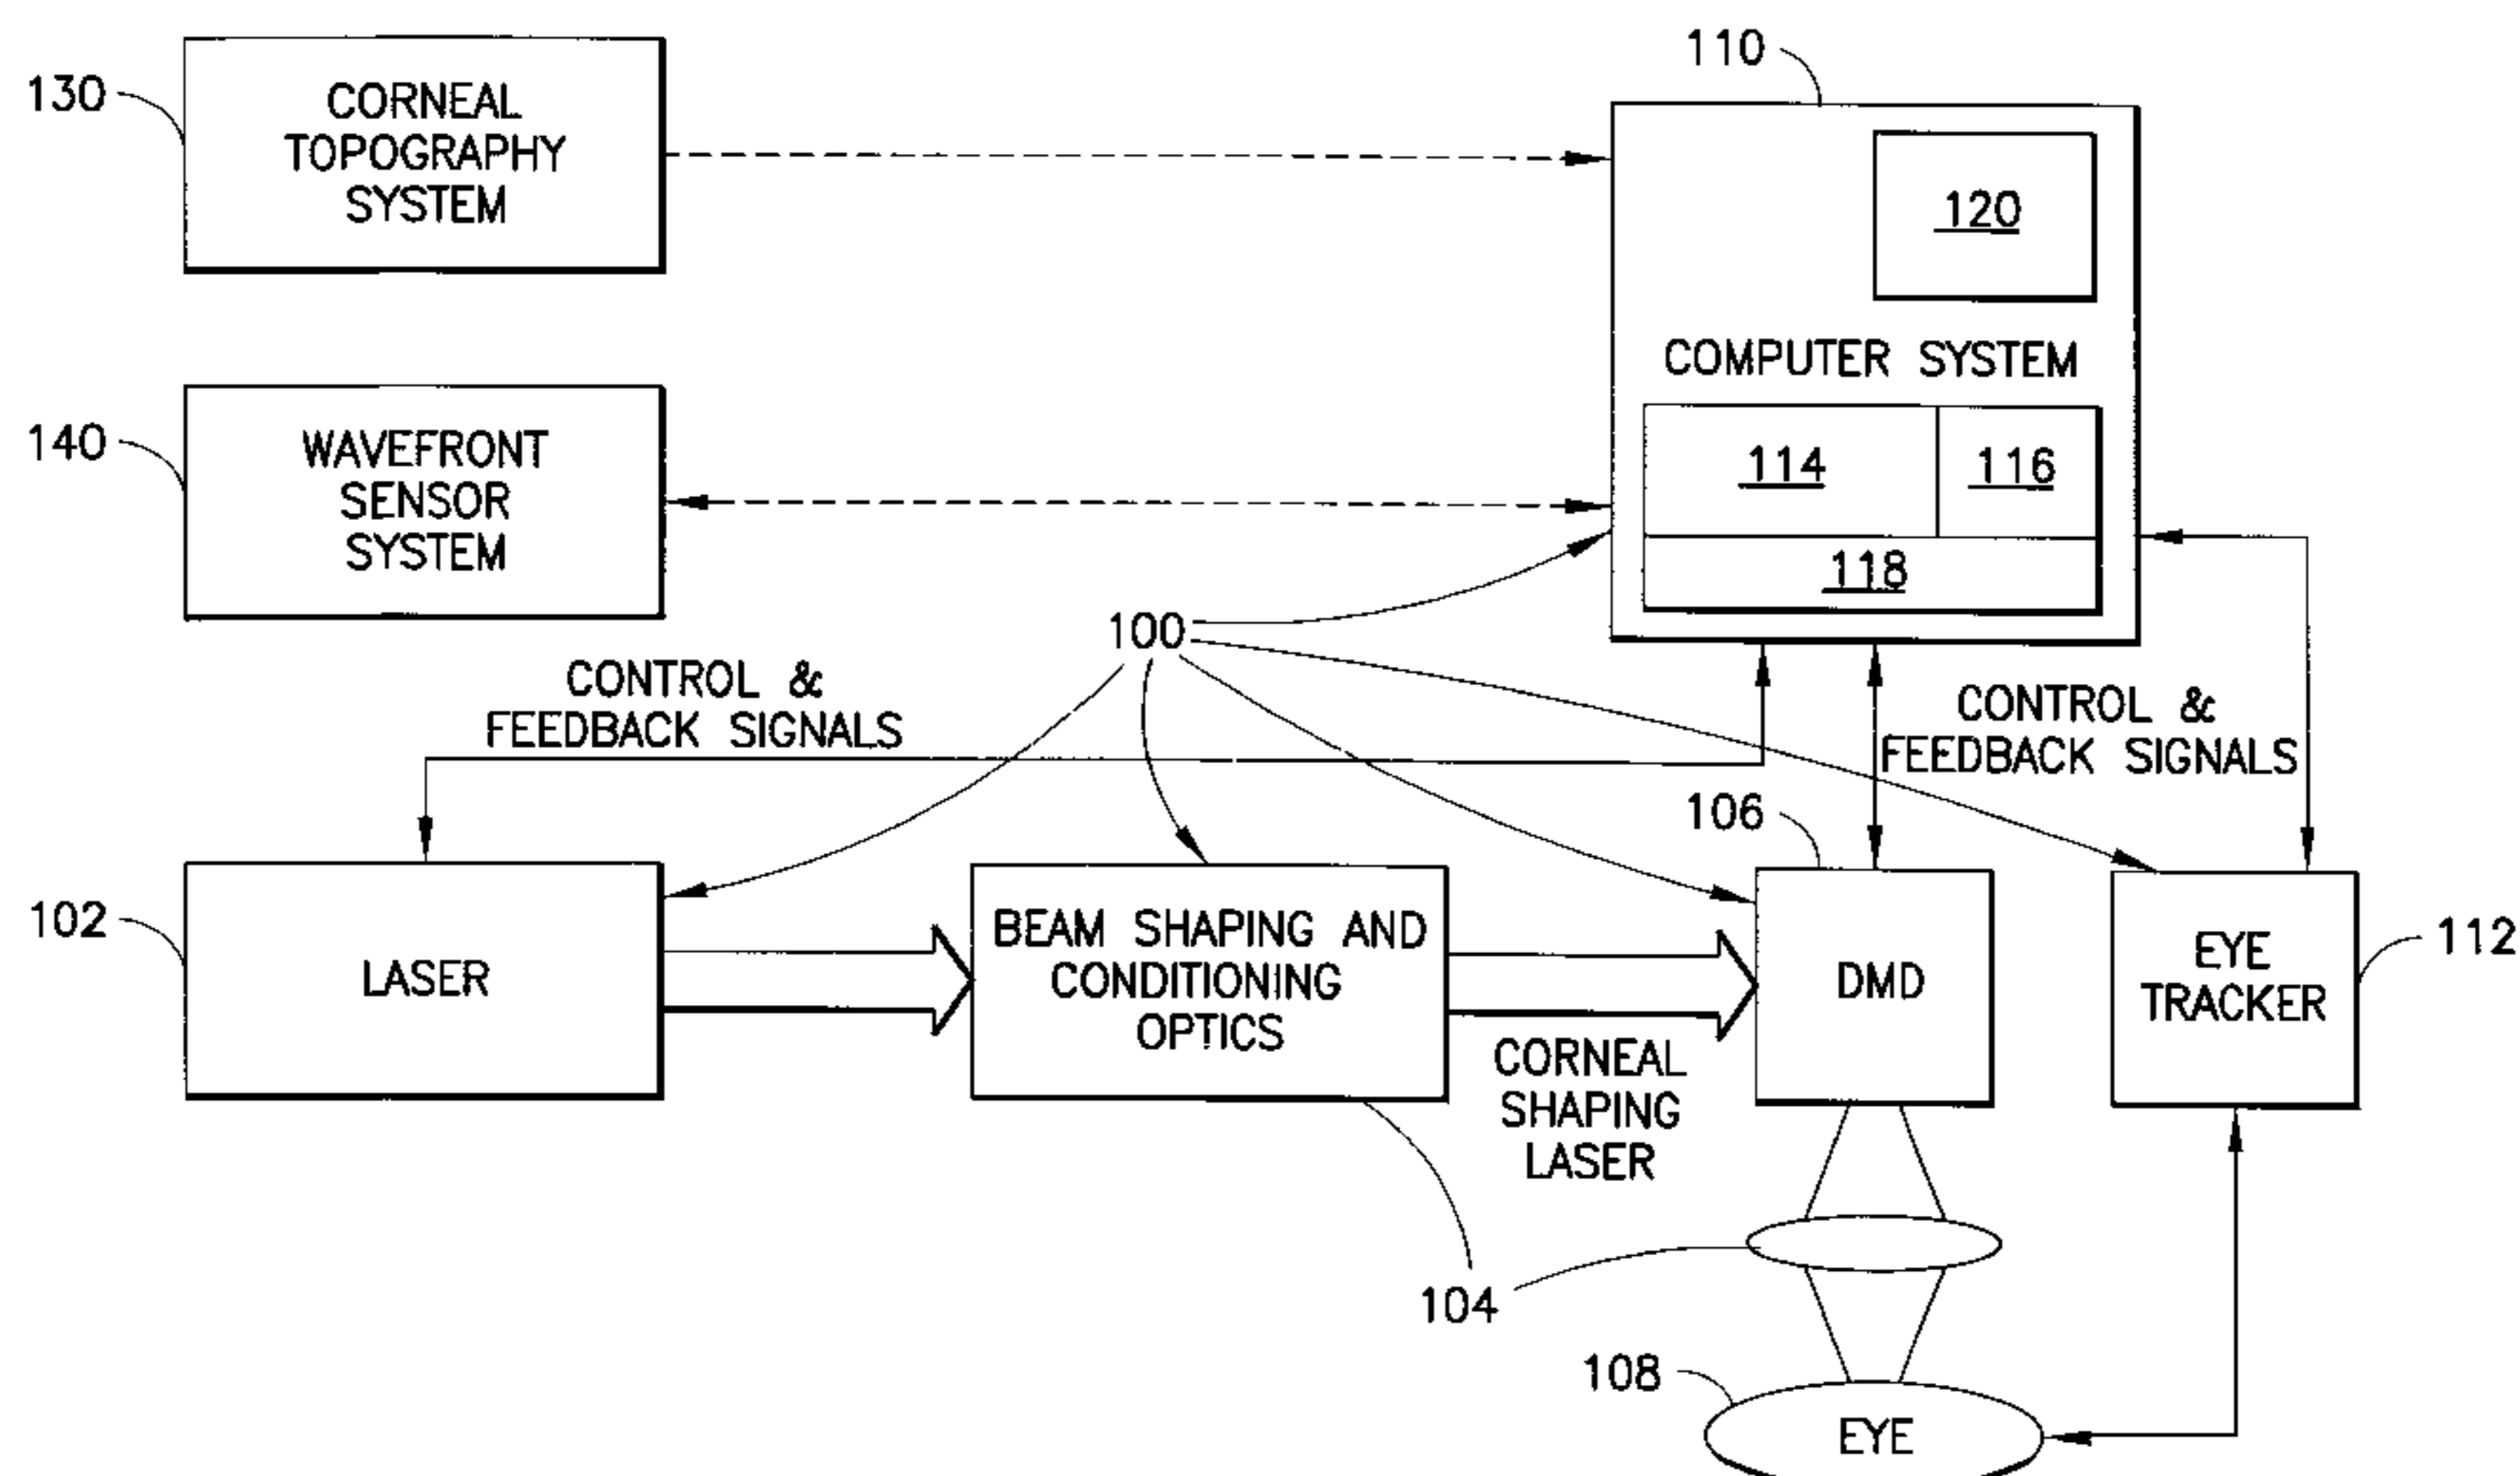 130
CORNEAL
TOPOGRAPHY
SYSTEM
110
120
COMPUTER SYSTEM
114
116
118
140
WAVEFRONT
SENSOR
SYSTEM
100
CONTROL &
FEEDBACK SIGNALS
CONTROL &
FEEDBACK SIGNALS
106
102
LASER
BEAM SHAPING AND
CONDITIONING
OPTICS
CORNEAL
SHAPING
LASER
DMD
EYE
TRACKER
112
104
108
EYE